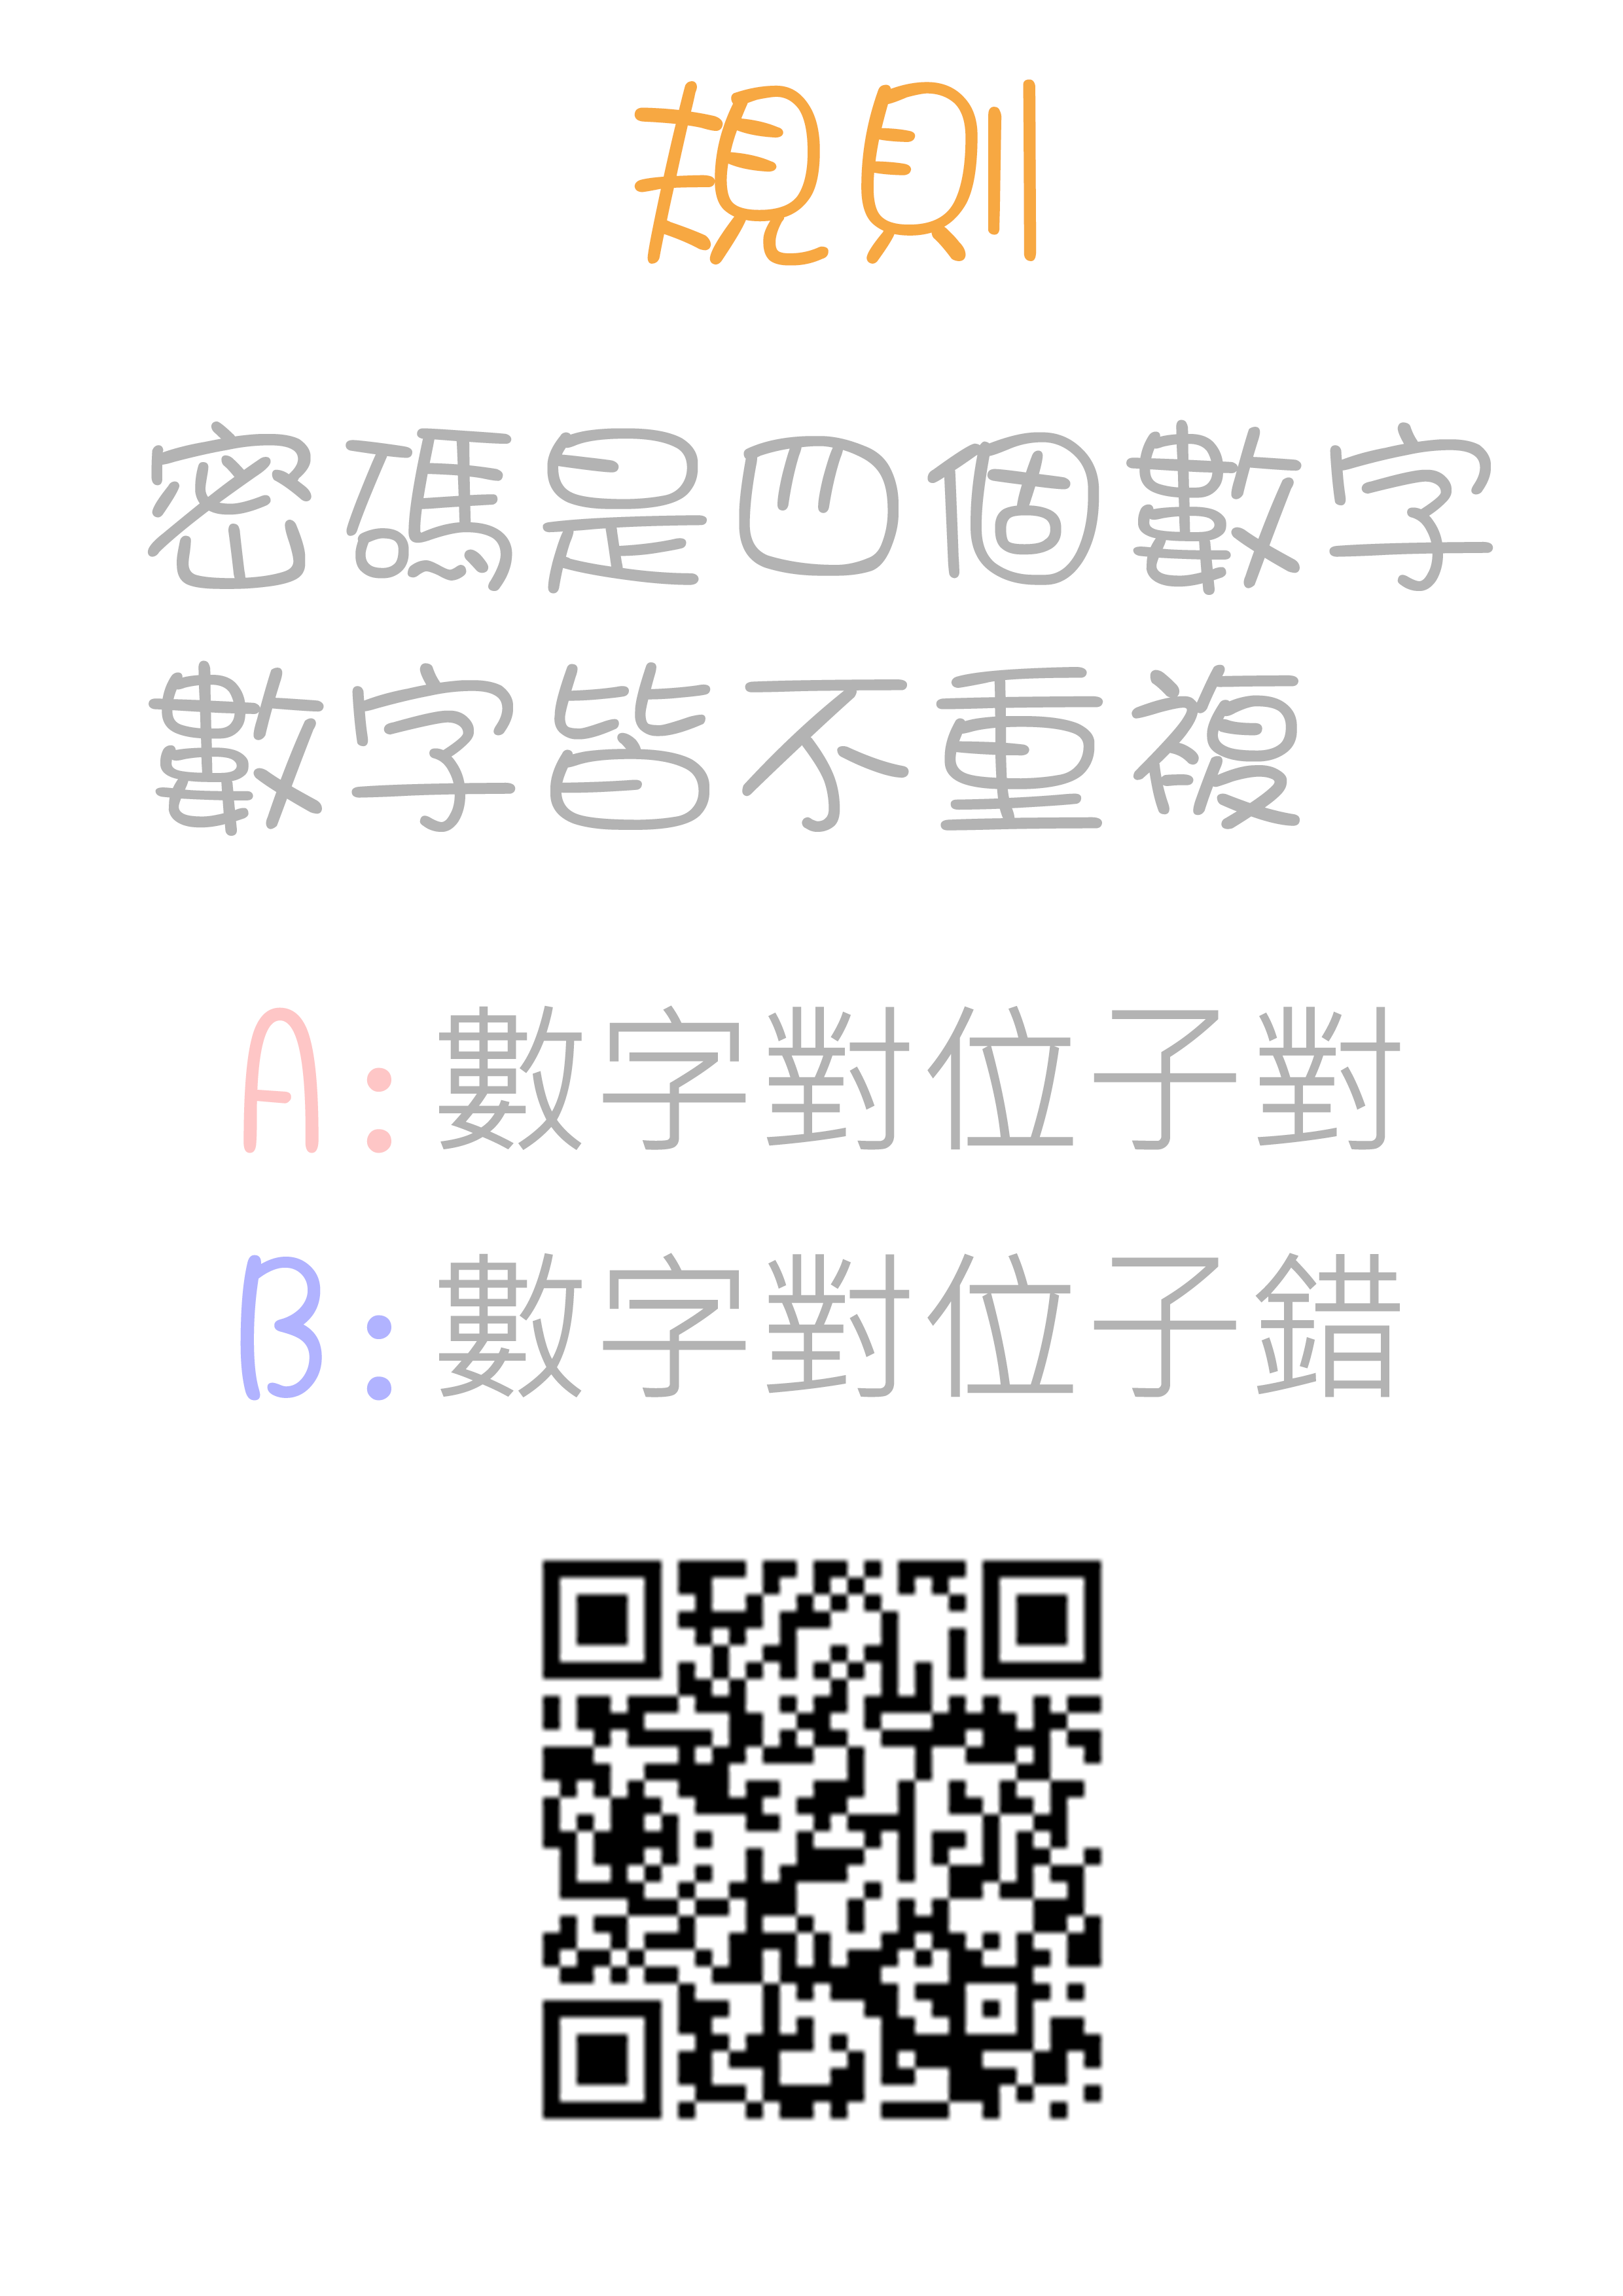 規則
密碼是四個數字
數字皆不重複
A：數字對位子對
B：數字對位子錯